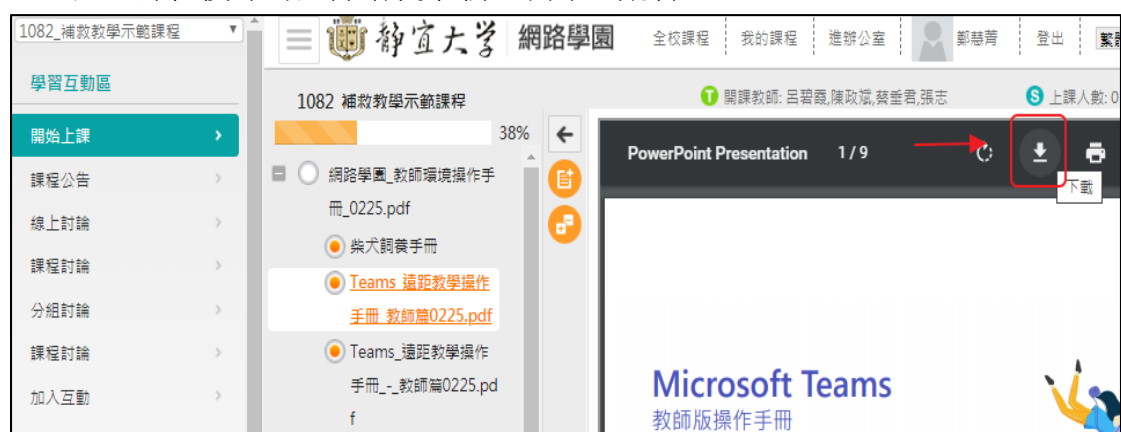 1082_補救教學示範課程
學習互動區
開始上課
課程公告
線上討論
課程討論
分組討論
課程討論
加入互動
靜宜大學 網路學園
全校課程
我的課程
進辦公室
鄭慧菁
登出
1082 補救教學示範課程
38%
網路學園_教師環境操作手
冊_0225.pdf
柴犬飼養手冊
Teams_遠距教學操作
手冊_教師篇0225.pdf
Teams_遠距教學操作
手冊_-_教師篇0225.pd
f
T 開課教師: 呂碧霞,陳政斌,蔡垂君,張志
S 上課人數: 0
PowerPoint Presentation 1 / 9
下載
Microsoft Teams
教師版操作手冊